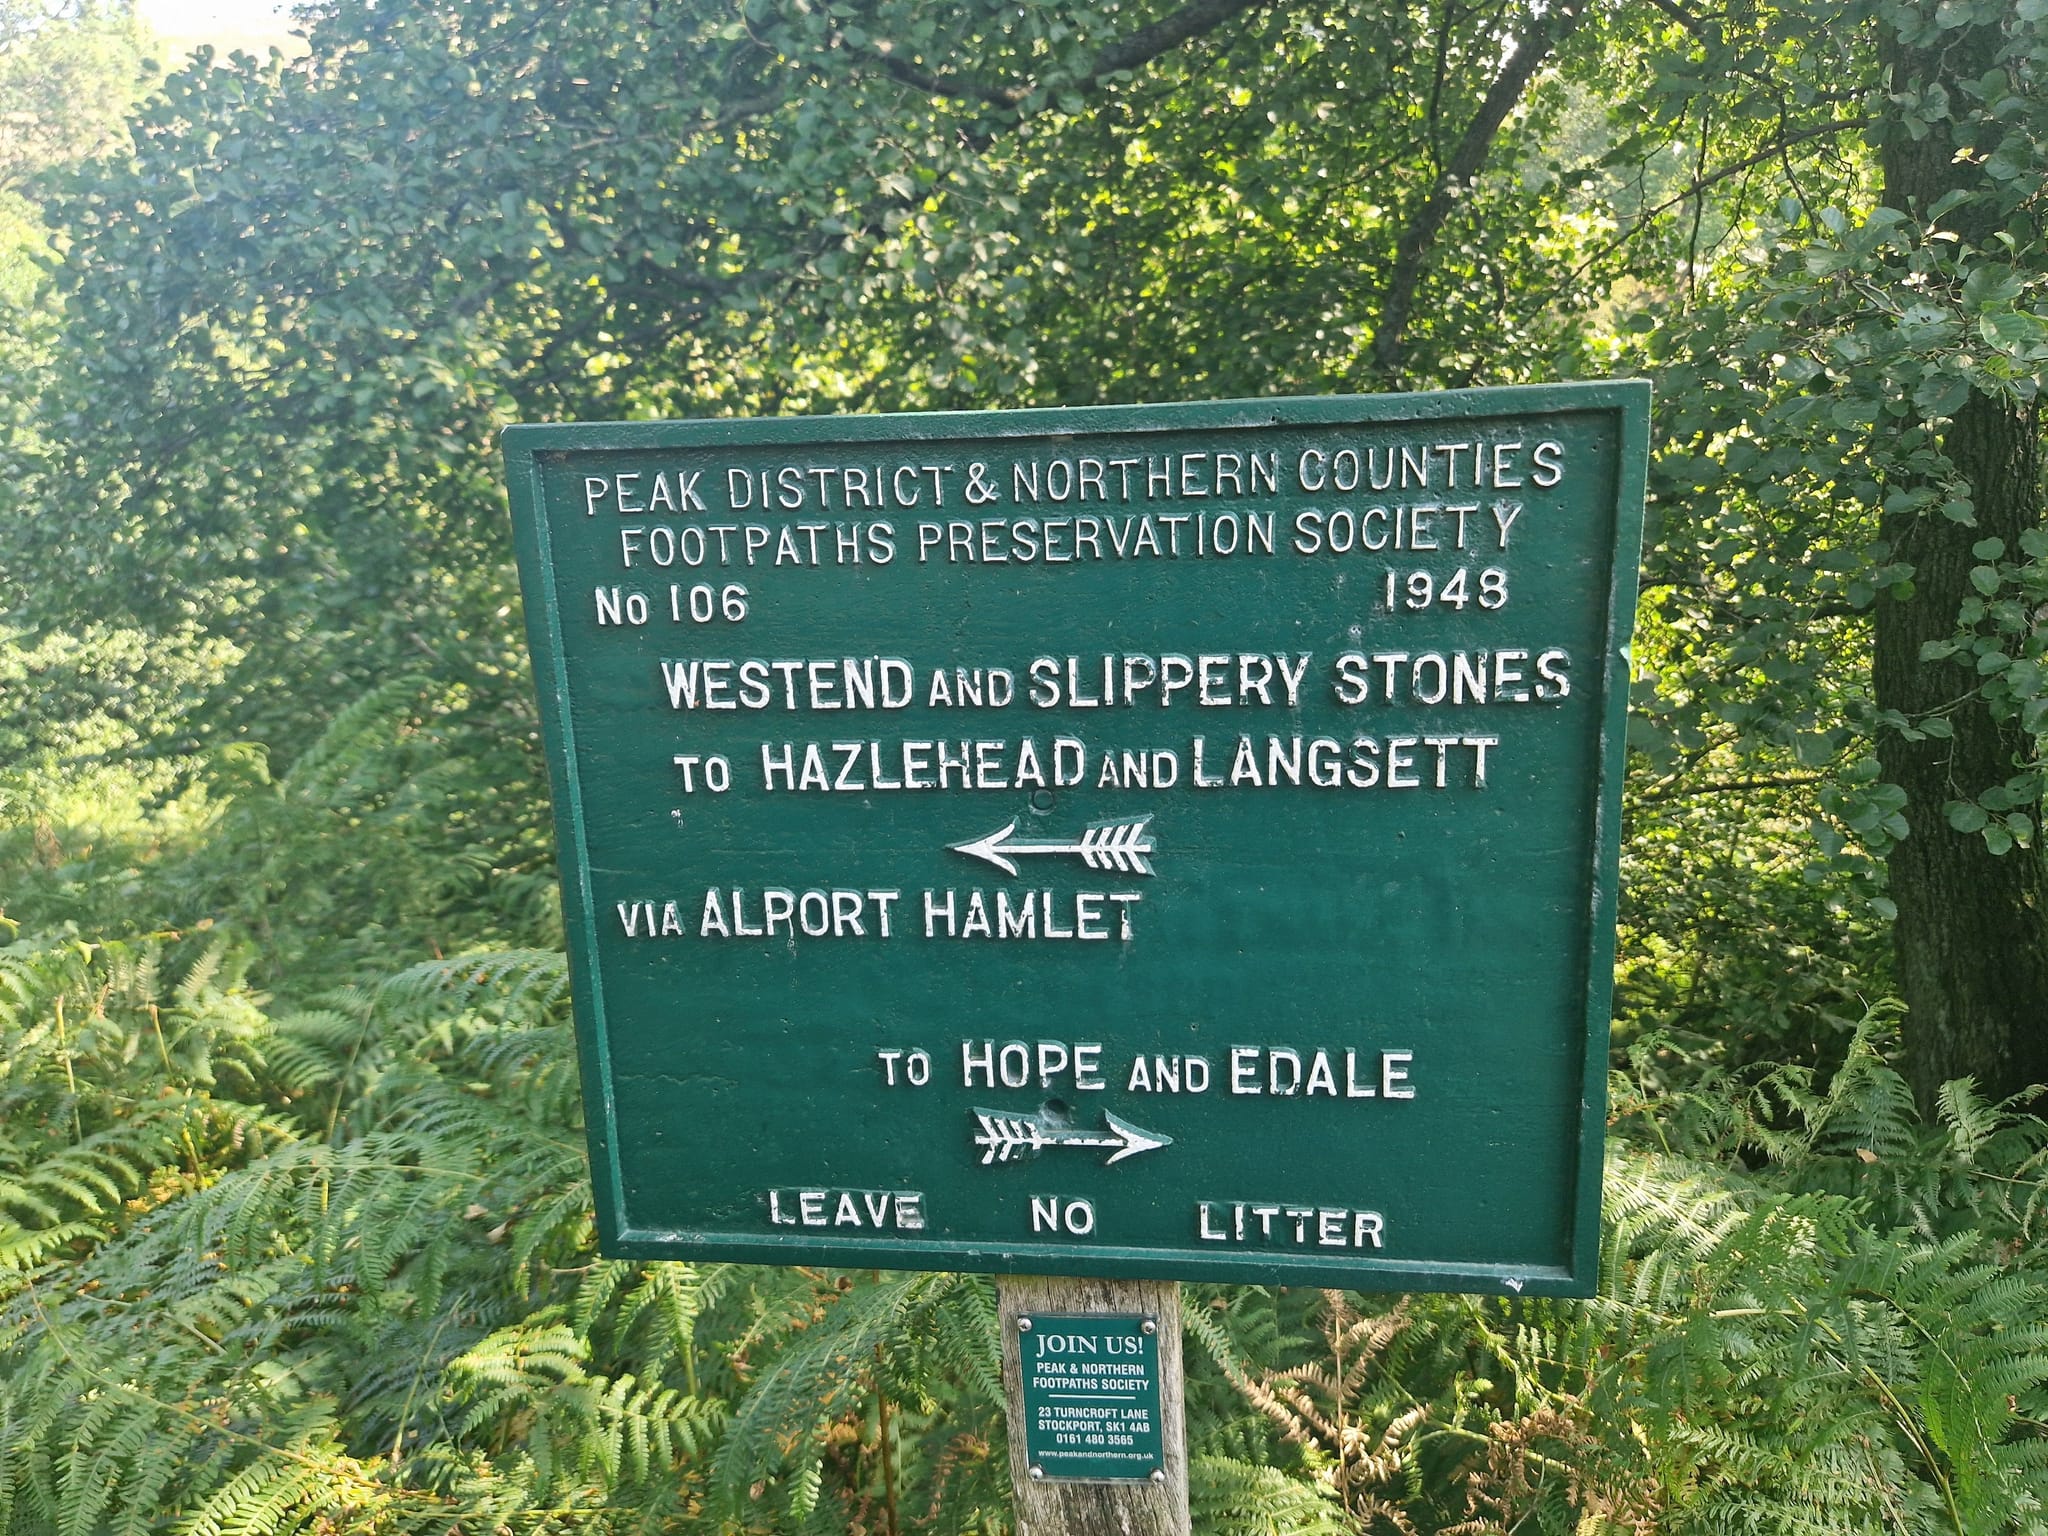 PEAK DISTRICT & NORTHERN COUNTIES
FOOTPATHS PRESERVATION SOCIETY
No 106 1948
WESTEND AND SLIPPERY STONES
TO HAZLEHEAD AND LANGSETT
VIA ALPORT HAMLET
TO HOPE AND EDALE
LEAVE NO LITTER
JOIN US!
PEAK & NORTHERN
FOOTPATHS SOCIETY
23 TURNCROFT LANE
STOCKPORT, SK1 4AB
0161 480 3565
www.peakandnorthern.org.uk